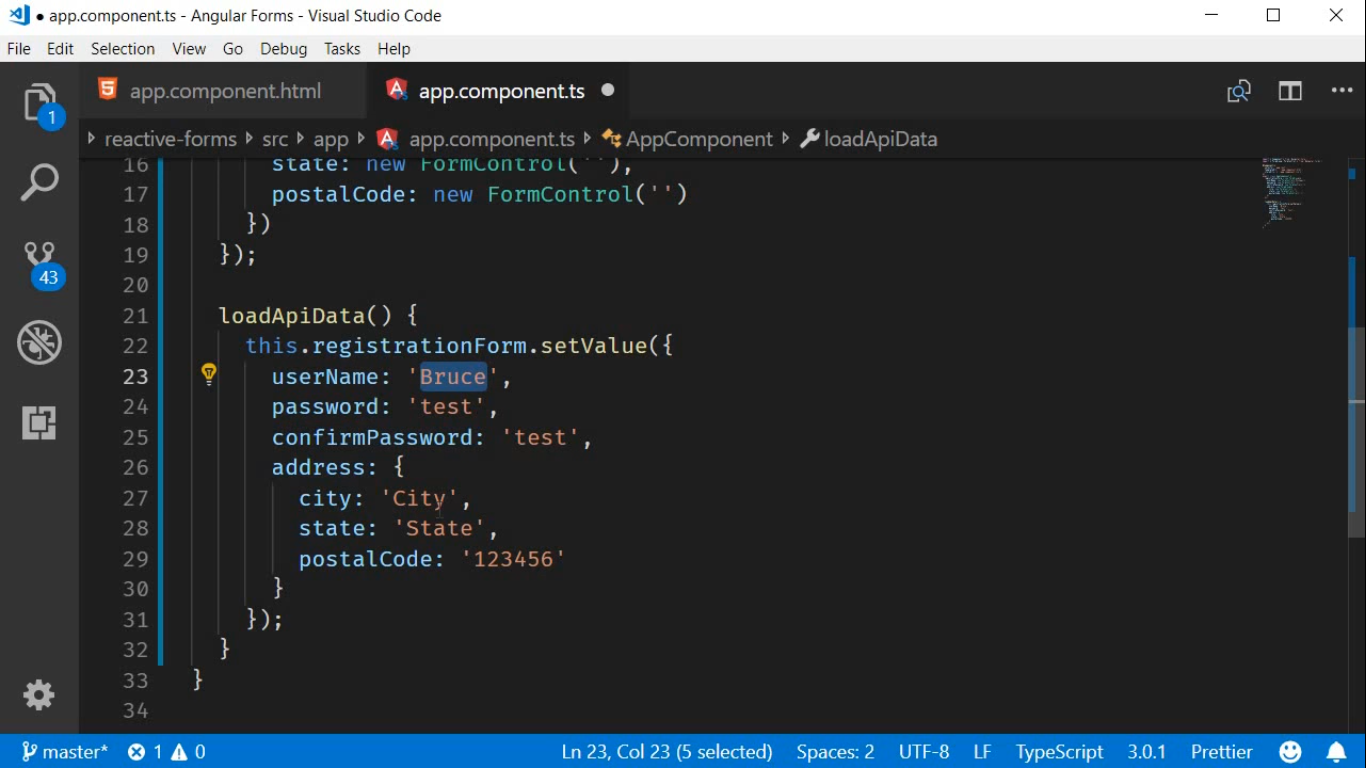 ● app.component.ts - Angular Forms - Visual Studio Code
File Edit Selection View Go Debug Tasks Help
app.component.html app.component.ts
reactive-forms src app app.component.ts AppComponent loadApiData
1
43
16 state: new FormControl(''),
17 postalCode: new FormControl('')
18 })
19 });
20
21 loadApiData() {
22 this.registrationForm.setValue({
23 userName: 'Bruce',
24 password: 'test',
25 confirmPassword: 'test',
26 address: {
27 city: 'City',
28 state: 'State',
29 postalCode: '123456'
30 }
31 });
32 }
33 }
34
master* 1 0 Ln 23, Col 23 (5 selected) Spaces: 2 UTF-8 LF TypeScript 3.0.1 Prettier